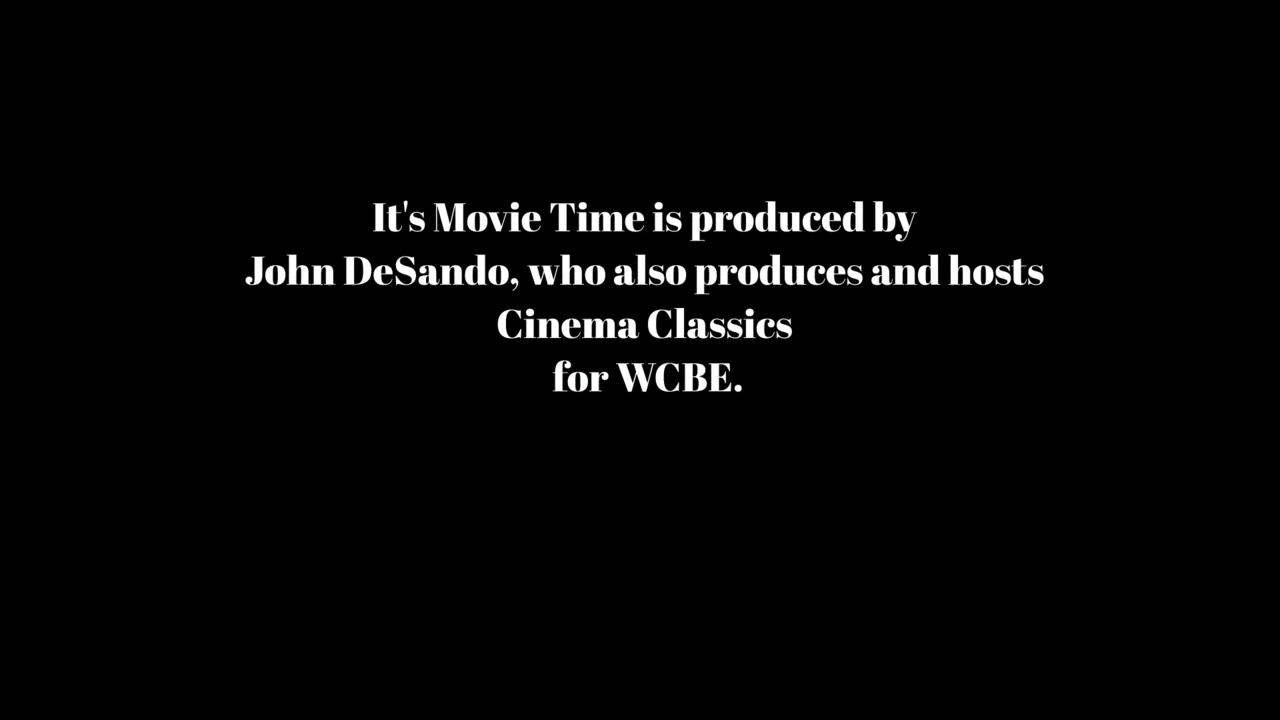 It's Movie Time is produced by
John DeSando, who also produces and hosts
Cinema Classics
for WCBE.